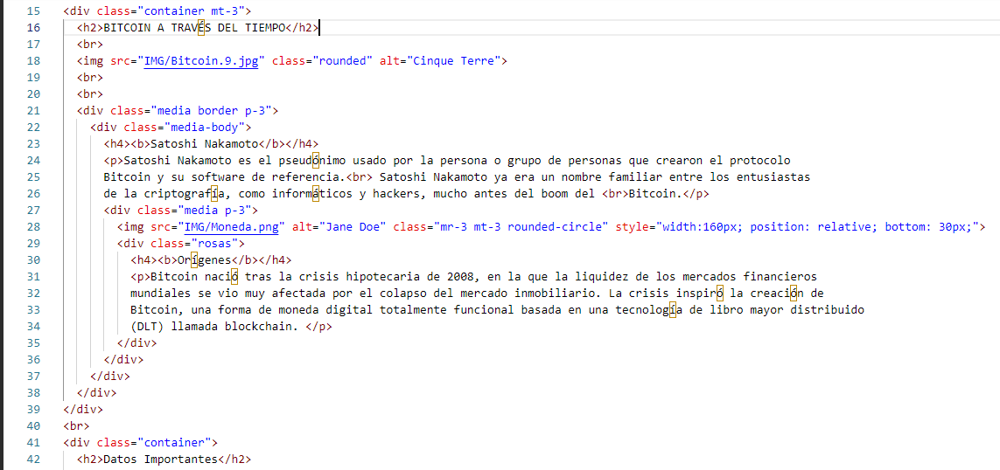 15 <div class="container mt-3">
16 <h2>BITCOIN A TRAVÉS DEL TIEMPO</h2>
17 <br>
18 <img src="IMG/Bitcoin.9.jpg" class="rounded" alt="Cinque Terre">
19 <br>
20 <br>
21 <div class="media border p-3">
22 <div class="media-body">
23 <h4><b>Satoshi Nakamoto</b></h4>
24 <p>Satoshi Nakamoto es el pseudónimo usado por la persona o grupo de personas que crearon el protocolo
25 Bitcoin y su software de referencia.<br> Satoshi Nakamoto ya era un nombre familiar entre los entusiastas
26 de la criptografía, como informáticos y hackers, mucho antes del boom del <br>Bitcoin.</p>
27 <div class="media p-3">
28 <img src="IMG/Moneda.png" alt="Jane Doe" class="mr-3 mt-3 rounded-circle" style="width:160px; position: relative; bottom: 30px;">
29 <div class="rosas">
30 <h4><b>Orígenes</b></h4>
31 <p>Bitcoin nació tras la crisis hipotecaria de 2008, en la que la liquidez de los mercados financieros
32 mundiales se vio muy afectada por el colapso del mercado inmobiliario. La crisis inspiró la creación de
33 Bitcoin, una forma de moneda digital totalmente funcional basada en una tecnología de libro mayor distribuido
34 (DLT) llamada blockchain. </p>
35 </div>
36 </div>
37 </div>
38 </div>
39 </div>
40 <br>
41 <div class="container">
42 <h2>Datos Importantes</h2>